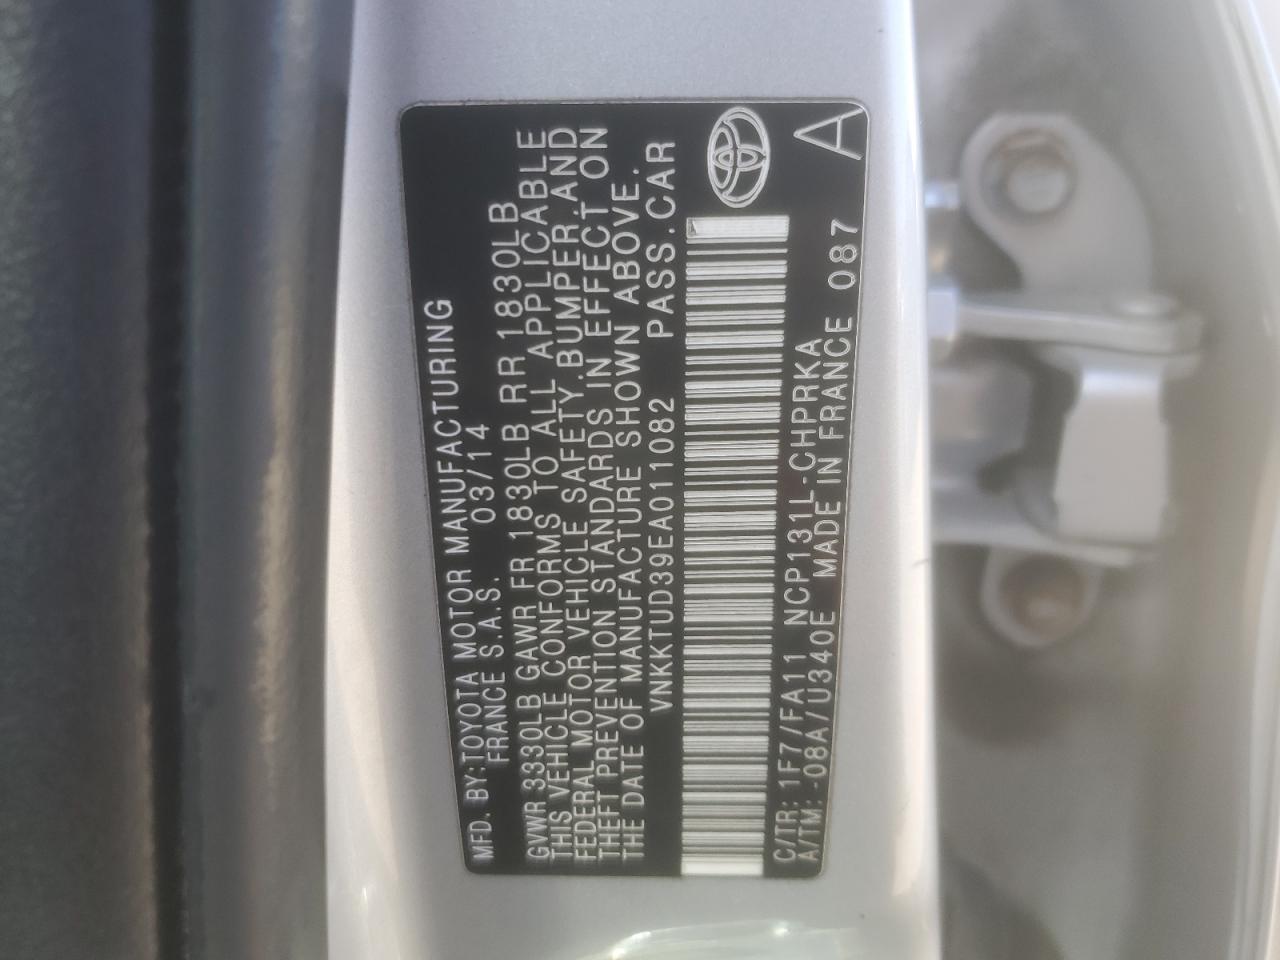 MFD. BY:TOYOTA MOTOR MANUFACTURING
FRANCE S.A.S. 03/14
GVWR 3330LB GAWR FR 1830LB RR 1830LB
THIS VEHICLE CONFORMS TO ALL APPLICABLE
FEDERAL MOTOR VEHICLE SAFETY.BUMPER.AND
THEFT PREVENTION STANDARDS IN EFFECT ON
THE DATE OF MANUFACTURE SHOWN ABOVE.
VNKKTUD39EA011082 PASS.CAR
C/TR: 1F7/FA11 NCP131L-CHPRKA
A/TM: -08A/U340E MADE IN FRANCE 087 A